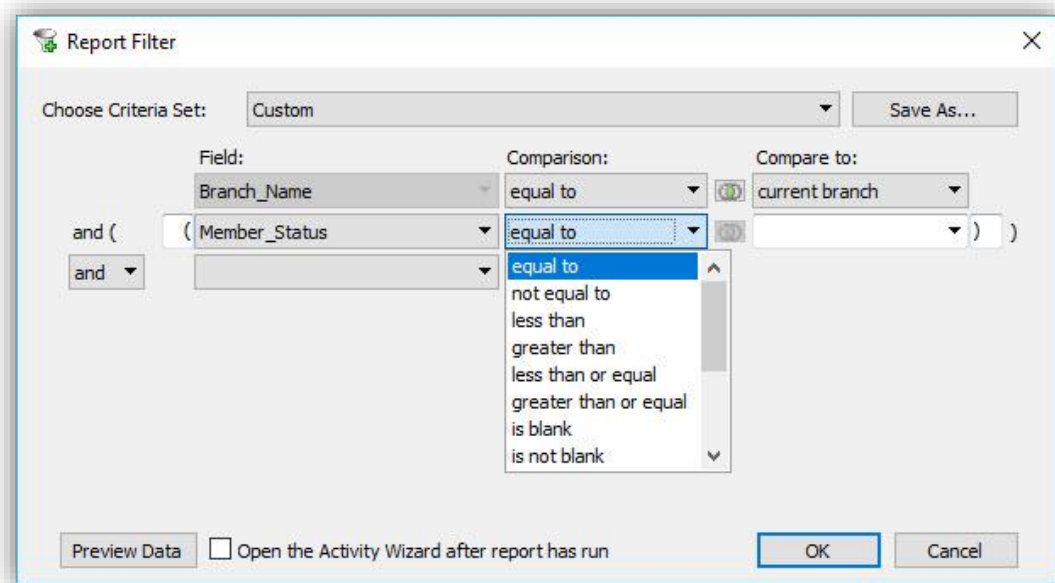 Report Filter
Choose Criteria Set: Custom Save As...
Field: Comparison: Compare to:
Branch_Name equal to current branch
and ( ( Member_Status equal to ) )
and
equal to
not equal to
less than
greater than
less than or equal
greater than or equal
is blank
is not blank
Preview Data Open the Activity Wizard after report has run OK Cancel